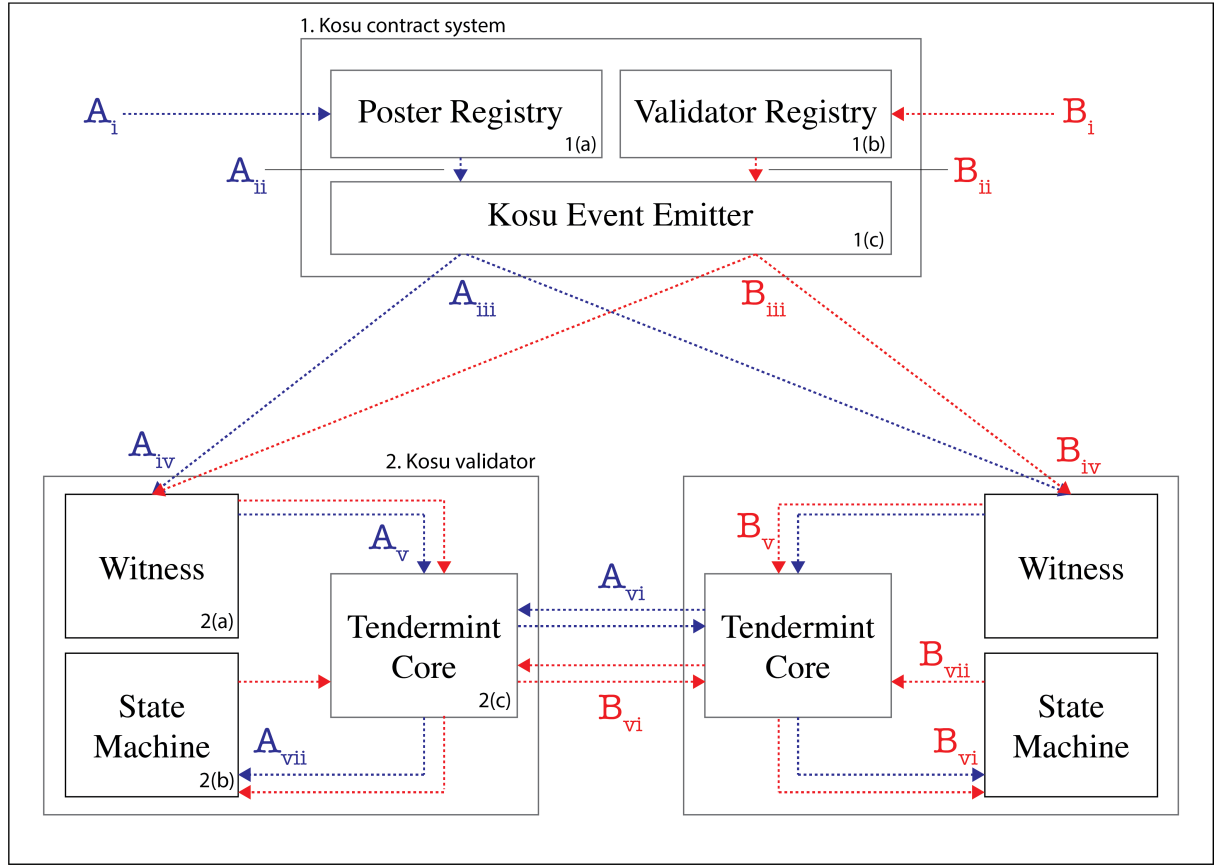 1. Kosu contract system
A i
Poster Registry
1(a)
Validator Registry
1(b)
B i
A ii
B ii
Kosu Event Emitter
1(c)
A iii
B iii
A iv
B iv
2. Kosu validator
Witness
2(a)
A v
B v
Witness
A vi
Tendermint
Core
2(c)
Tendermint
Core
State
Machine
2(b)
A vii
B vi
B vii
B vi
State
Machine